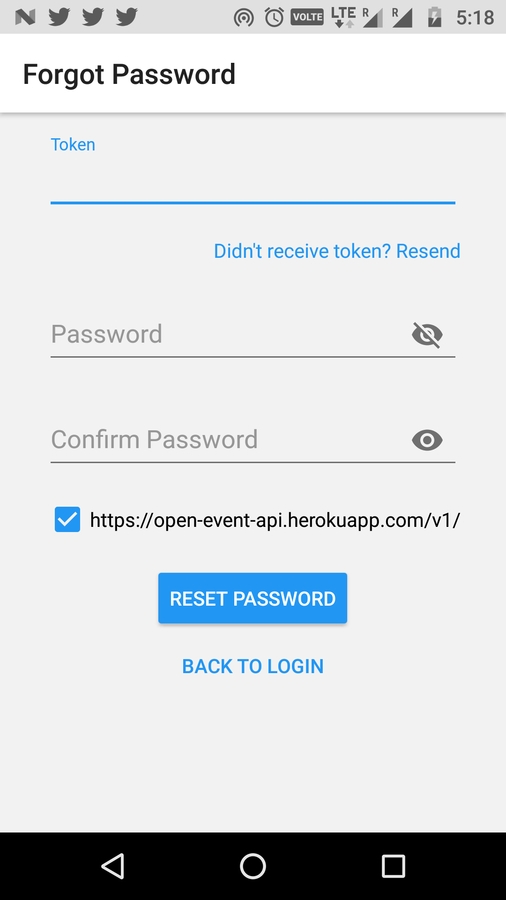 VOLTE LTE R R 5:18
Forgot Password
Token
Didn't receive token? Resend
Password
Confirm Password
https://open-event-api.herokuapp.com/v1/
RESET PASSWORD
BACK TO LOGIN